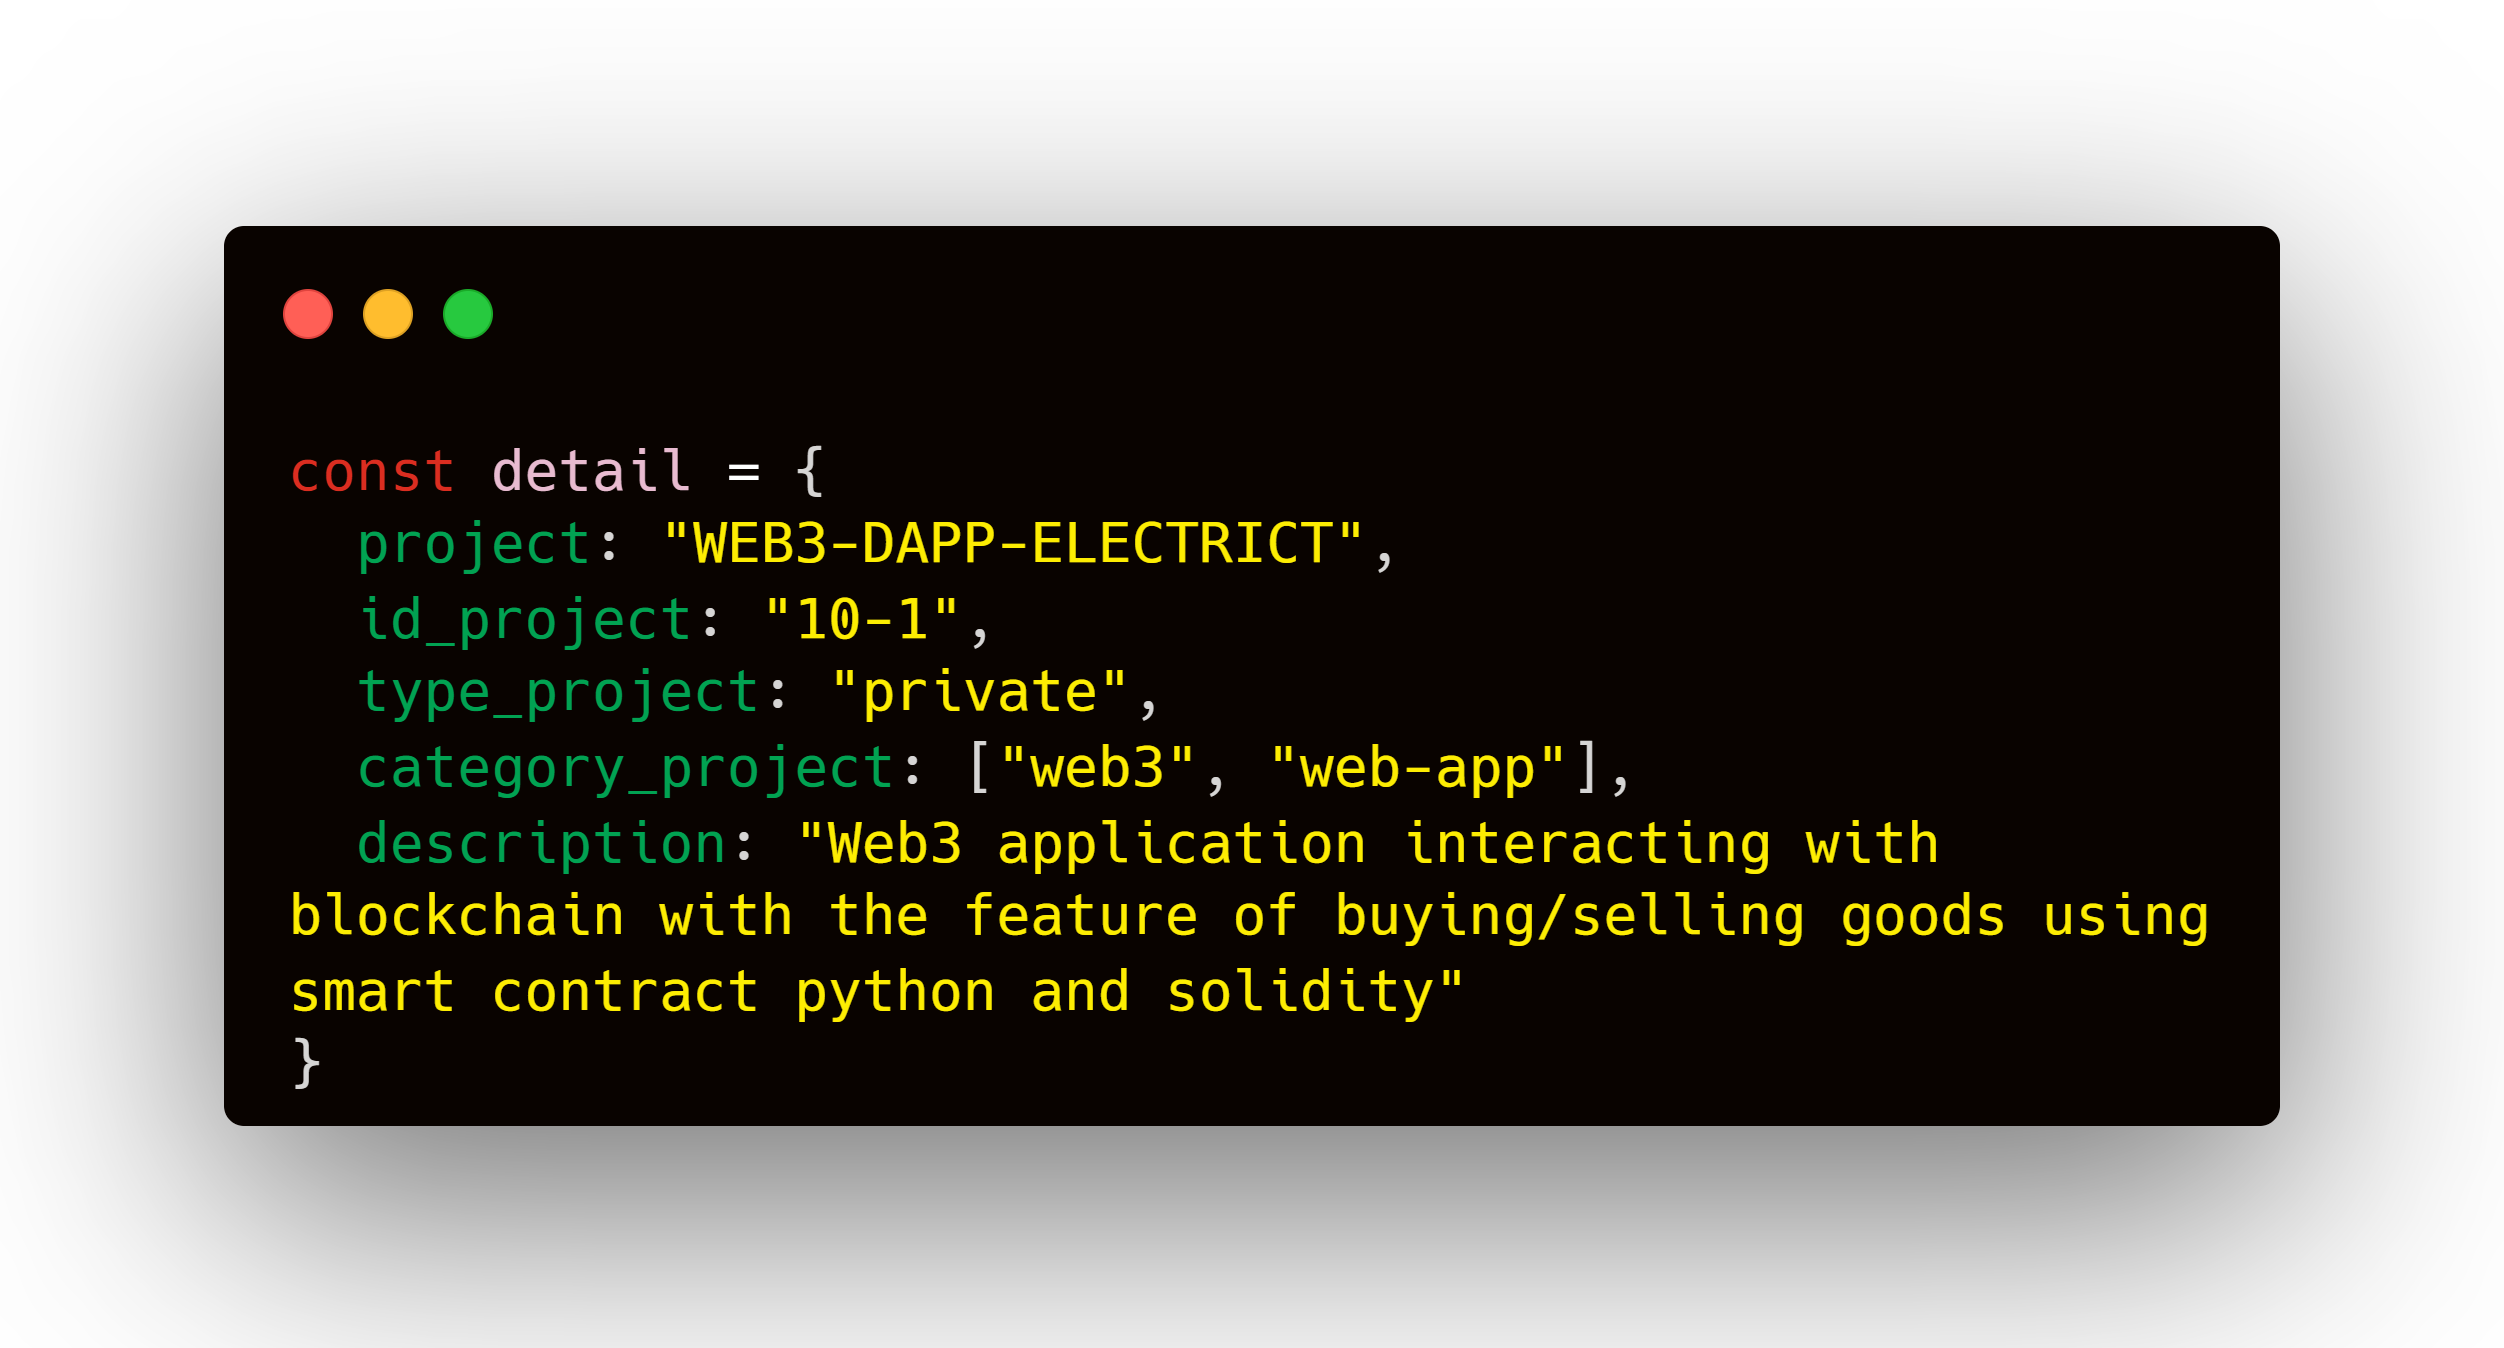 const detail = {
  project: "WEB3-DAPP-ELECTRICT",
  id_project: "10-1",
  type_project: "private",
  category_project: ["web3", "web-app"],
  description: "Web3 application interacting with
blockchain with the feature of buying/selling goods using
smart contract python and solidity"
}